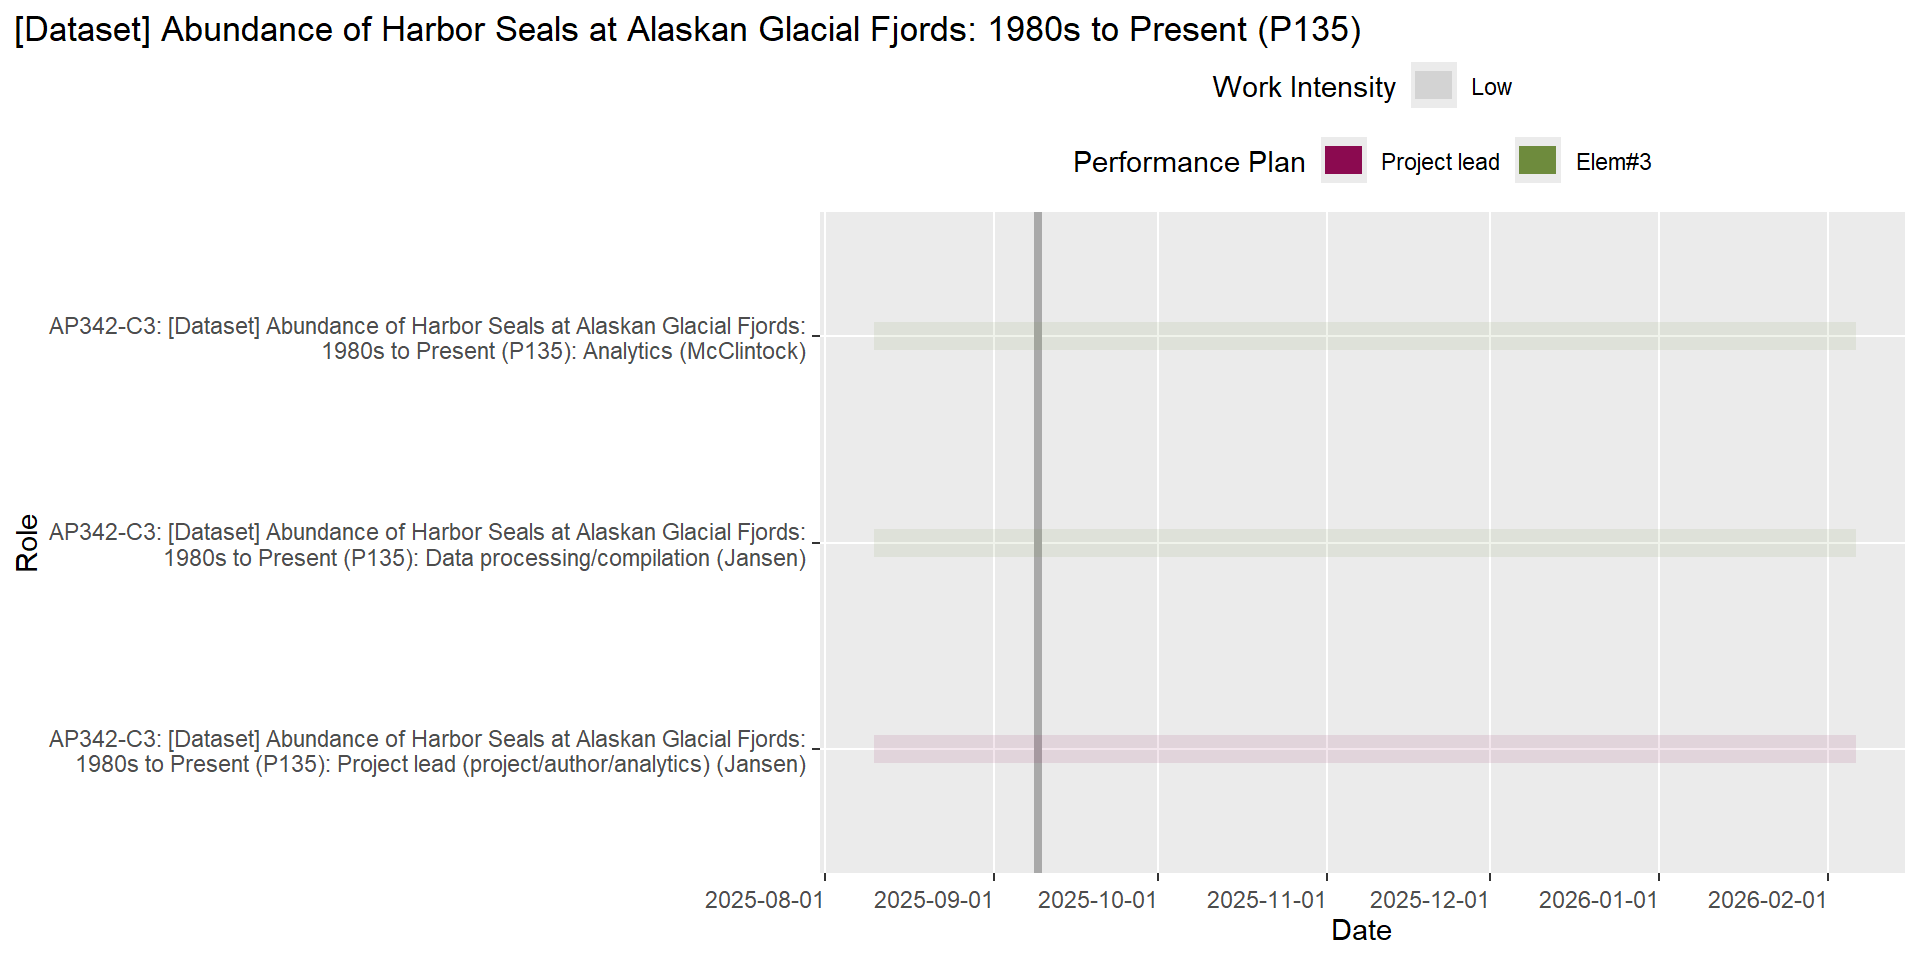 [Dataset] Abundance of Harbor Seals at Alaskan Glacial Fjords: 1980s to Present (P135)
Work Intensity Low
Performance Plan Project lead Elem#3
AP342-C3: [Dataset] Abundance of Harbor Seals at Alaskan Glacial Fjords:
1980s to Present (P135): Analytics (McClintock)
Role
AP342-C3: [Dataset] Abundance of Harbor Seals at Alaskan Glacial Fjords:
1980s to Present (P135): Data processing/compilation (Jansen)
AP342-C3: [Dataset] Abundance of Harbor Seals at Alaskan Glacial Fjords:
1980s to Present (P135): Project lead (project/author/analytics) (Jansen)
2025-08-01 2025-09-01 2025-10-01 2025-11-01 2025-12-01 2026-01-01 2026-02-01
Date